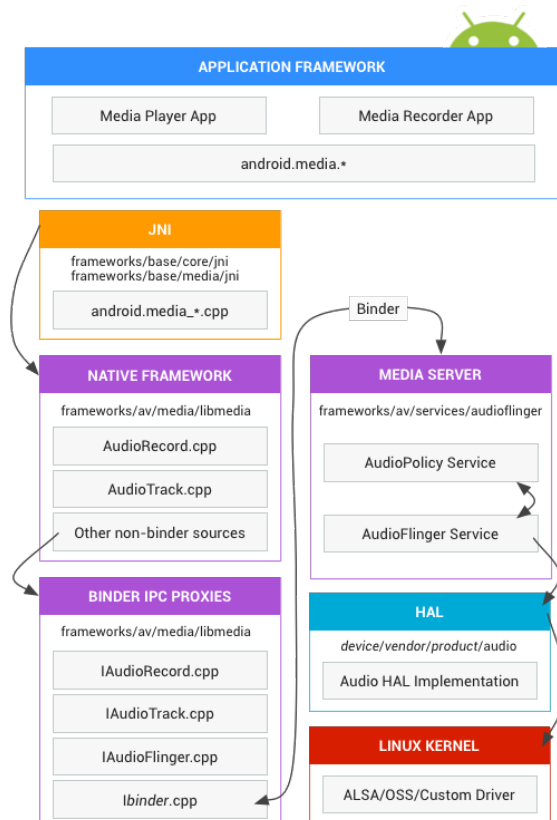 APPLICATION FRAMEWORK
Media Player App
Media Recorder App
android.media.*
JNI
frameworks/base/core/jni
frameworks/base/media/jni
android.media_*.cpp
Binder
NATIVE FRAMEWORK
frameworks/av/media/libmedia
AudioRecord.cpp
AudioTrack.cpp
Other non-binder sources
MEDIA SERVER
frameworks/av/services/audioflinger
AudioPolicy Service
AudioFlinger Service
BINDER IPC PROXIES
frameworks/av/media/libmedia
IAudioRecord.cpp
IAudioTrack.cpp
IAudioFlinger.cpp
Ibinder.cpp
HAL
device/vendor/product/audio
Audio HAL Implementation
LINUX KERNEL
ALSA/OSS/Custom Driver